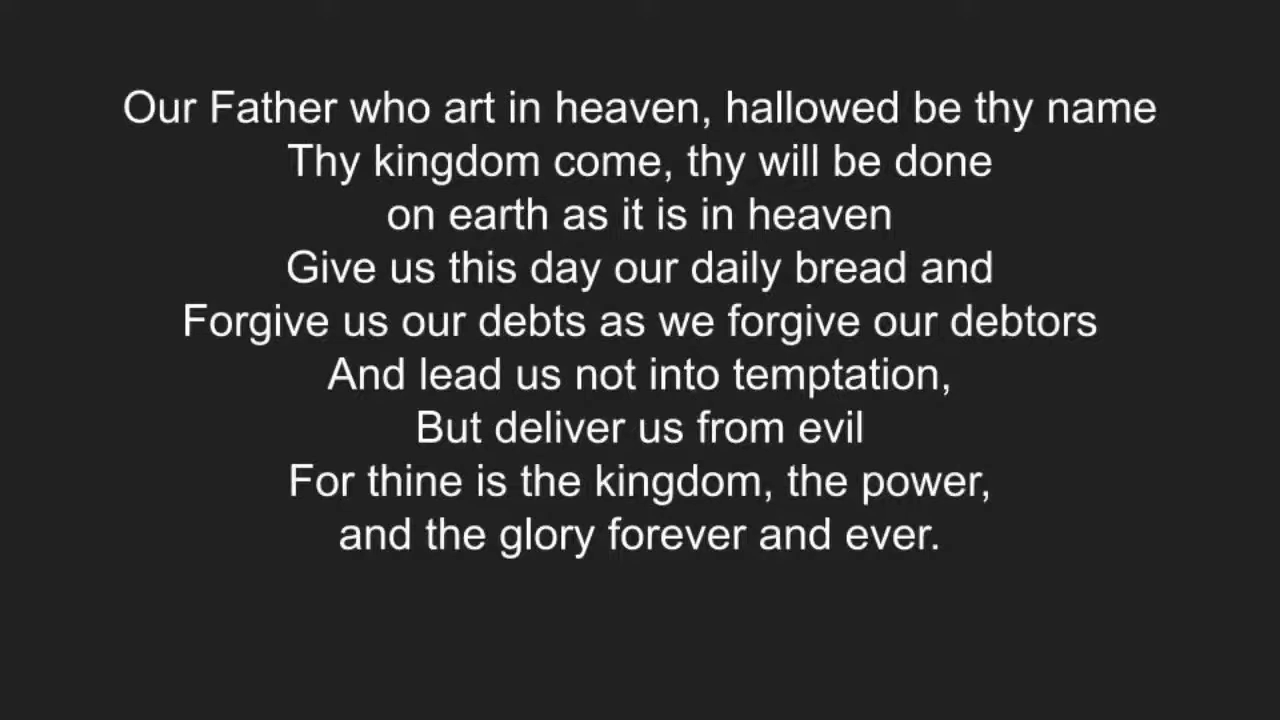 Our Father who art in heaven, hallowed be thy name
Thy kingdom come, thy will be done
on earth as it is in heaven
Give us this day our daily bread and
Forgive us our debts as we forgive our debtors
And lead us not into temptation,
But deliver us from evil
For thine is the kingdom, the power,
and the glory forever and ever.